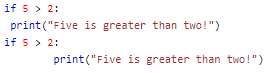 if 5 > 2:
 print("Five is greater than two!")
if 5 > 2:
        print("Five is greater than two!")